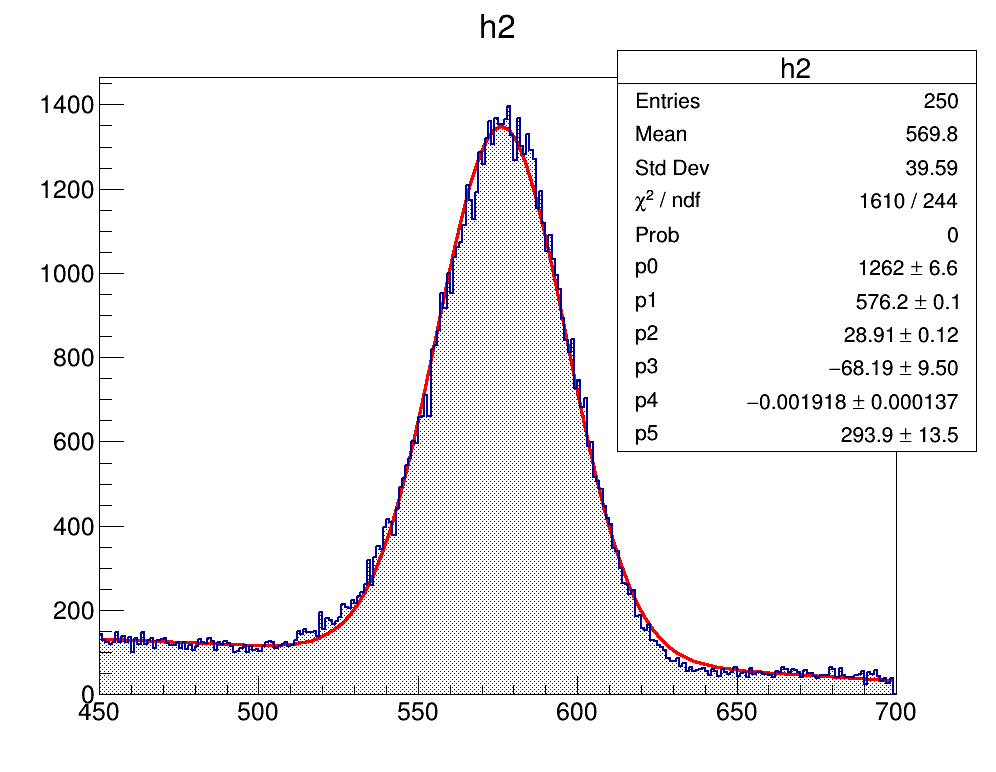 h2
h2
Entries 250
Mean 569.8
Std Dev 39.59
χ² / ndf 1610 / 244
Prob 0
p0 1262 ± 6.6
p1 576.2 ± 0.1
p2 28.91 ± 0.12
p3 −68.19 ± 9.50
p4 −0.001918 ± 0.000137
p5 293.9 ± 13.5
1400
1200
1000
800
600
400
200
0
450 500 550 600 650 700